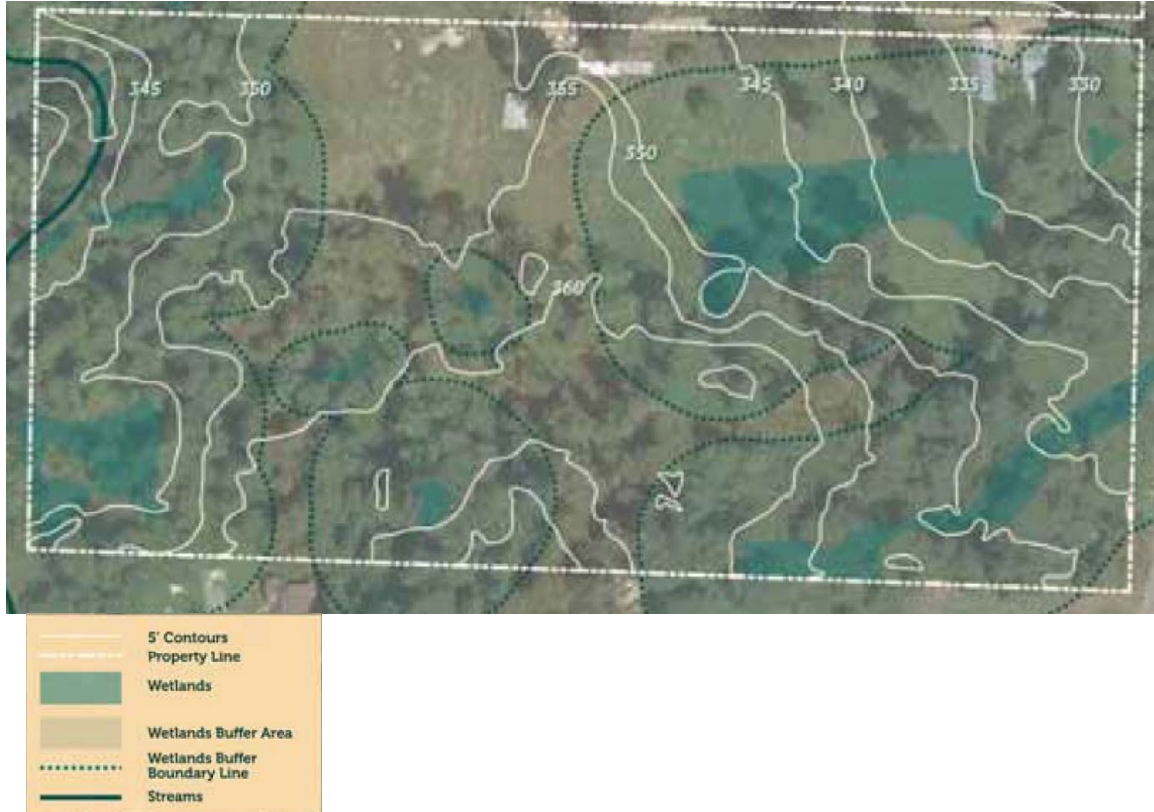 345
350
355
345
340
335
330
350
360
5' Contours
Property Line
Wetlands
Wetlands Buffer Area
Wetlands Buffer
Boundary Line
Streams